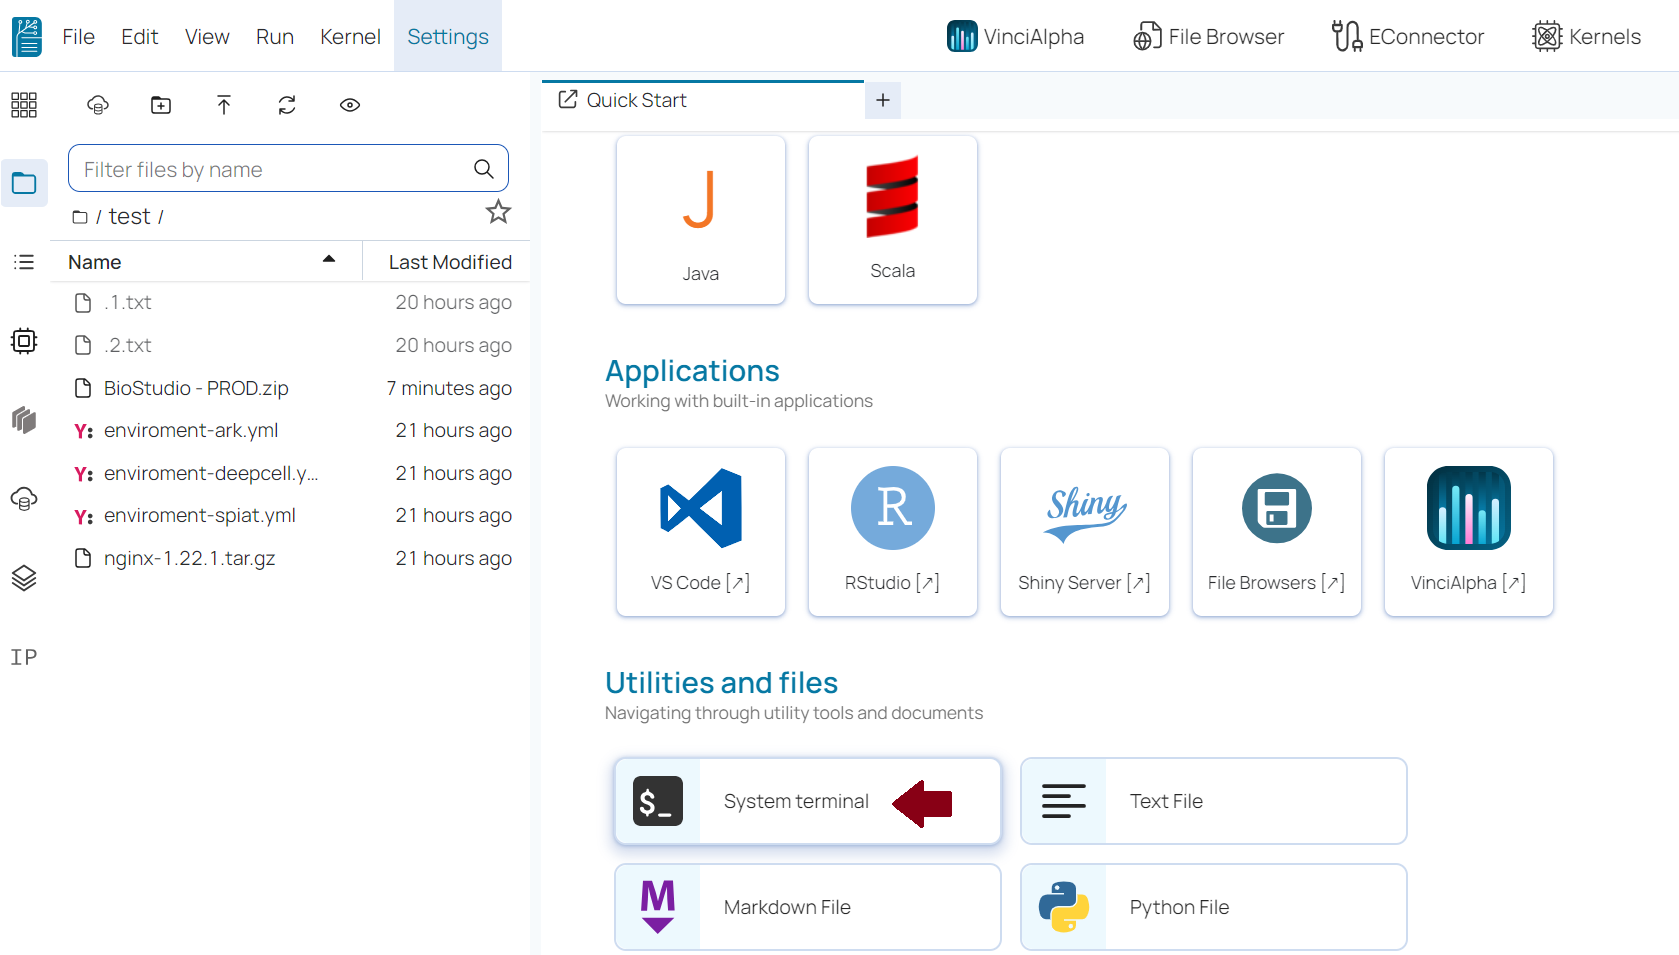 File Edit View Run Kernel Settings VinciAlpha File Browser EConnector Kernels
Quick Start +
Filter files by name
/ test /
Name Last Modified
.1.txt 20 hours ago
.2.txt 20 hours ago
BioStudio - PROD.zip 7 minutes ago
Y: enviroment-ark.yml 21 hours ago
Y: enviroment-deepcell.y... 21 hours ago
Y: enviroment-spiat.yml 21 hours ago
nginx-1.22.1.tar.gz 21 hours ago
IP
J
Java
Scala
Applications
Working with built-in applications
VS Code [↗]
R
RStudio [↗]
Shiny
Shiny Server [↗]
File Browsers [↗]
VinciAlpha [↗]
Utilities and files
Navigating through utility tools and documents
$_ System terminal
Text File
M Markdown File
Python File